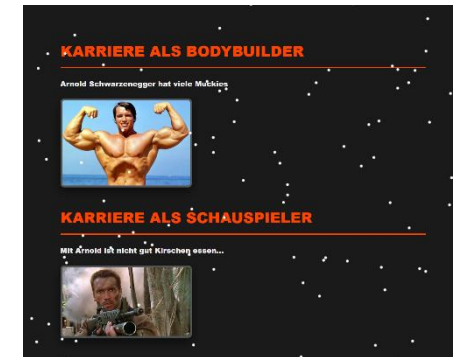 KARRIERE ALS BODYBUILDER
Arnold Schwarzenegger hat viele Muckies
KARRIERE ALS SCHAUSPIELER
Mit Arnold ist nicht gut Kirschen essen...